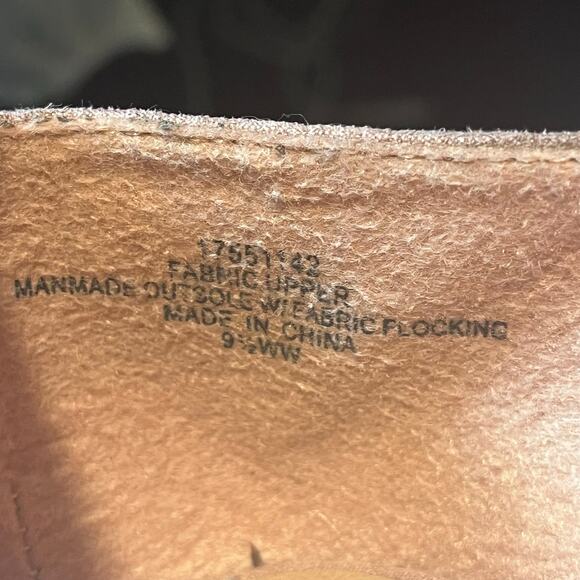 17551142
FABRIC UPPER
MANMADE OUTSOLE W/FABRIC FLOCKING
MADE IN CHINA
9½WW